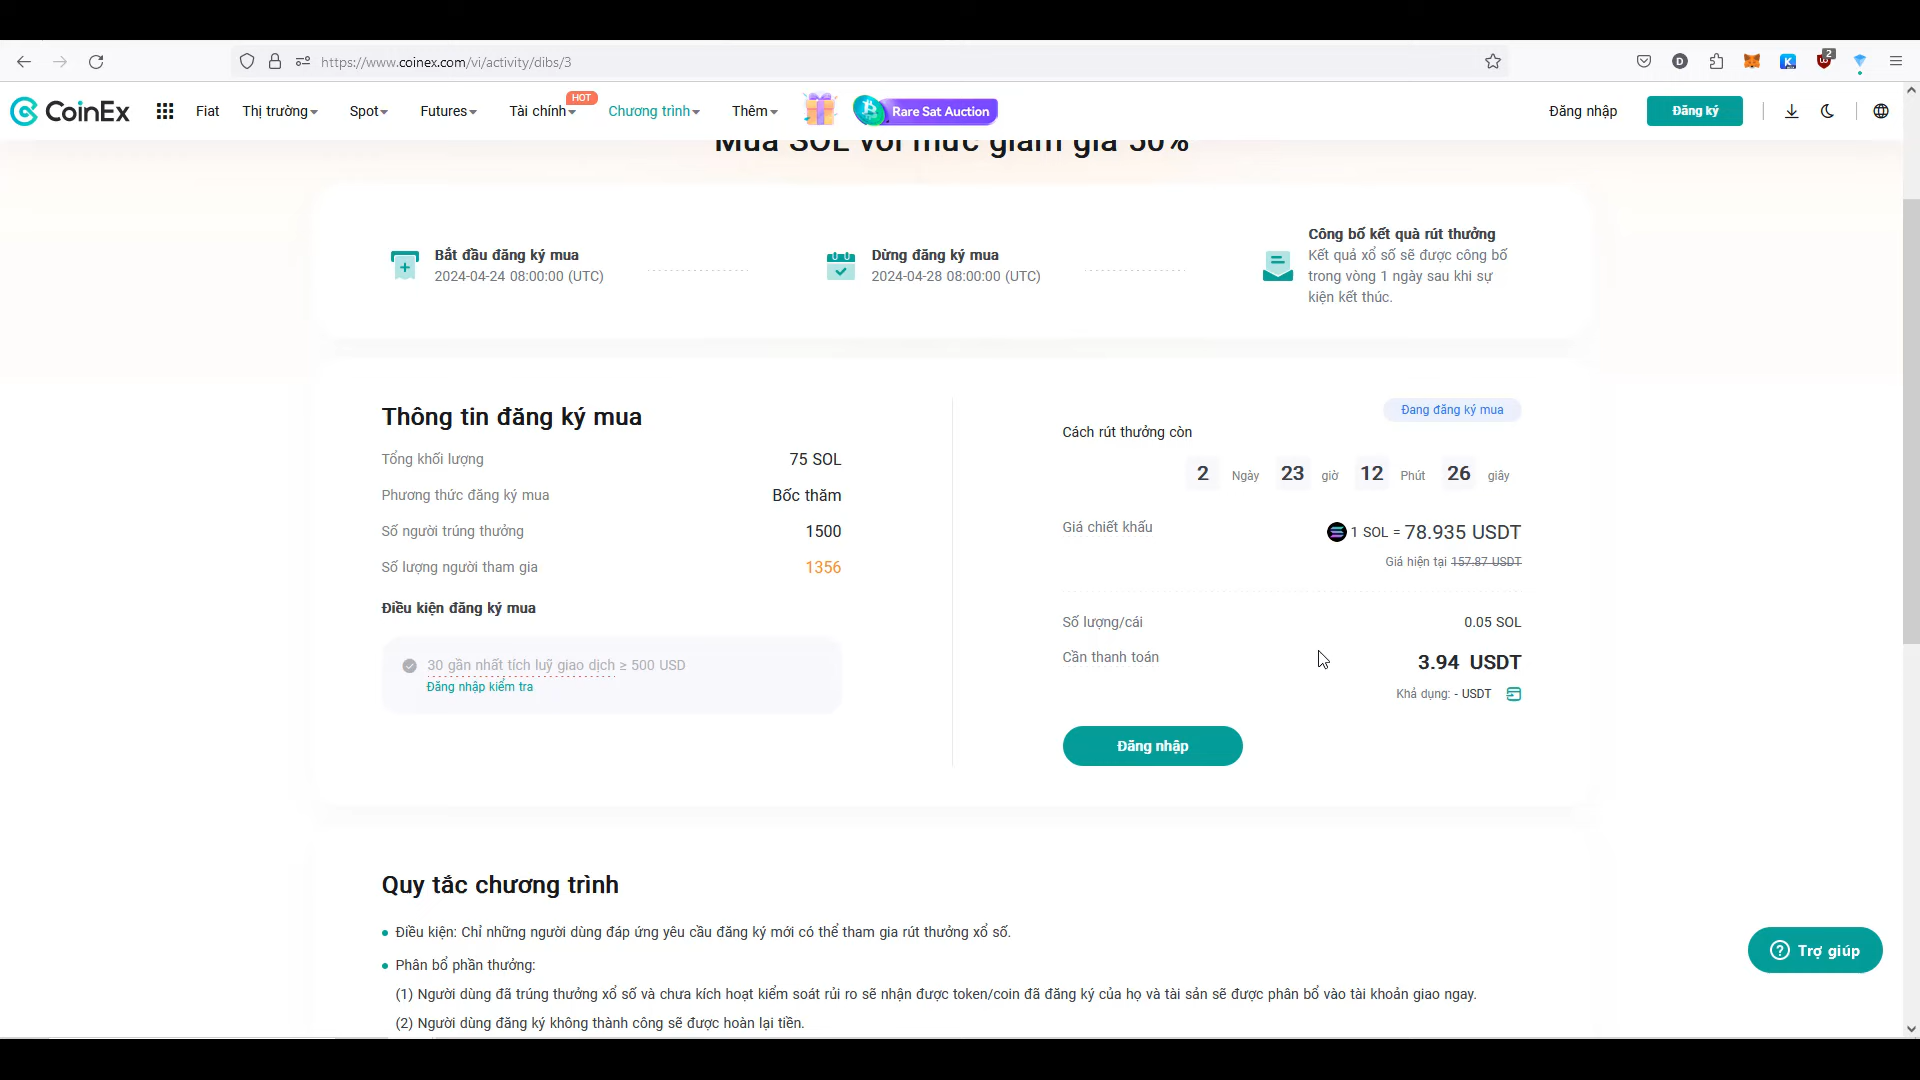 https://www.coinex.com/vi/activity/dibs/3
D
K
2
CoinEx
Fiat
Thị trường
Spot
Futures
Tài chính
HOT
Chương trình
Thêm
Rare Sat Auction
Đăng nhập
Đăng ký
Mua SOL với mức giảm giá 50%
Bắt đầu đăng ký mua
2024-04-24 08:00:00 (UTC)
Dừng đăng ký mua
2024-04-28 08:00:00 (UTC)
Công bố kết quả rút thưởng
Kết quả xổ số sẽ được công bố
trong vòng 1 ngày sau khi sự
kiện kết thúc.
Thông tin đăng ký mua
Tổng khối lượng
75 SOL
Phương thức đăng ký mua
Bốc thăm
Số người trúng thưởng
1500
Số lượng người tham gia
1356
Điều kiện đăng ký mua
30 gần nhất tích luỹ giao dịch ≥ 500 USD
Đăng nhập kiểm tra
Đang đăng ký mua
Cách rút thưởng còn
2 Ngày 23 giờ 12 Phút 26 giây
Giá chiết khấu
1 SOL = 78.935 USDT
Giá hiện tại 157.87 USDT
Số lượng/cái
0.05 SOL
Cần thanh toán
3.94 USDT
Khả dụng: - USDT
Đăng nhập
Quy tắc chương trình
Điều kiện: Chỉ những người dùng đáp ứng yêu cầu đăng ký mới có thể tham gia rút thưởng xổ số.
Phân bổ phần thưởng:
(1) Người dùng đã trúng thưởng xổ số và chưa kích hoạt kiểm soát rủi ro sẽ nhận được token/coin đã đăng ký của họ và tài sản sẽ được phân bổ vào tài khoản giao ngay.
(2) Người dùng đăng ký không thành công sẽ được hoàn lại tiền.
Trợ giúp